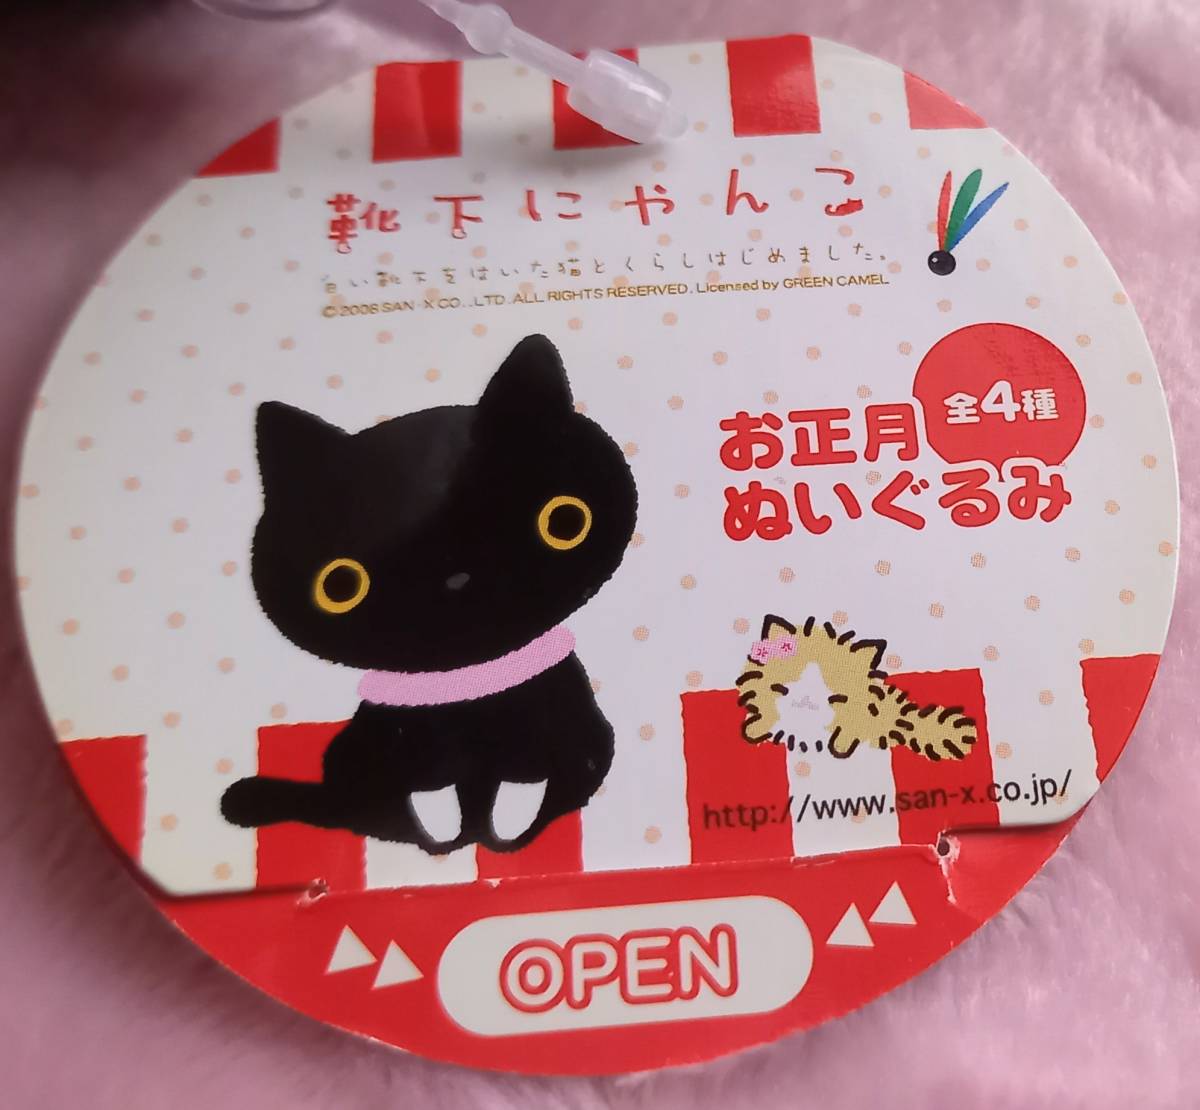 靴下にゃんこ
白い靴下をはいた猫とくらしはじめました。
©2008 SAN-X CO.,LTD. ALL RIGHTS RESERVED. Licensed by GREEN CAMEL
全4種
お正月
ぬいぐるみ
http://www.san-x.co.jp/
OPEN